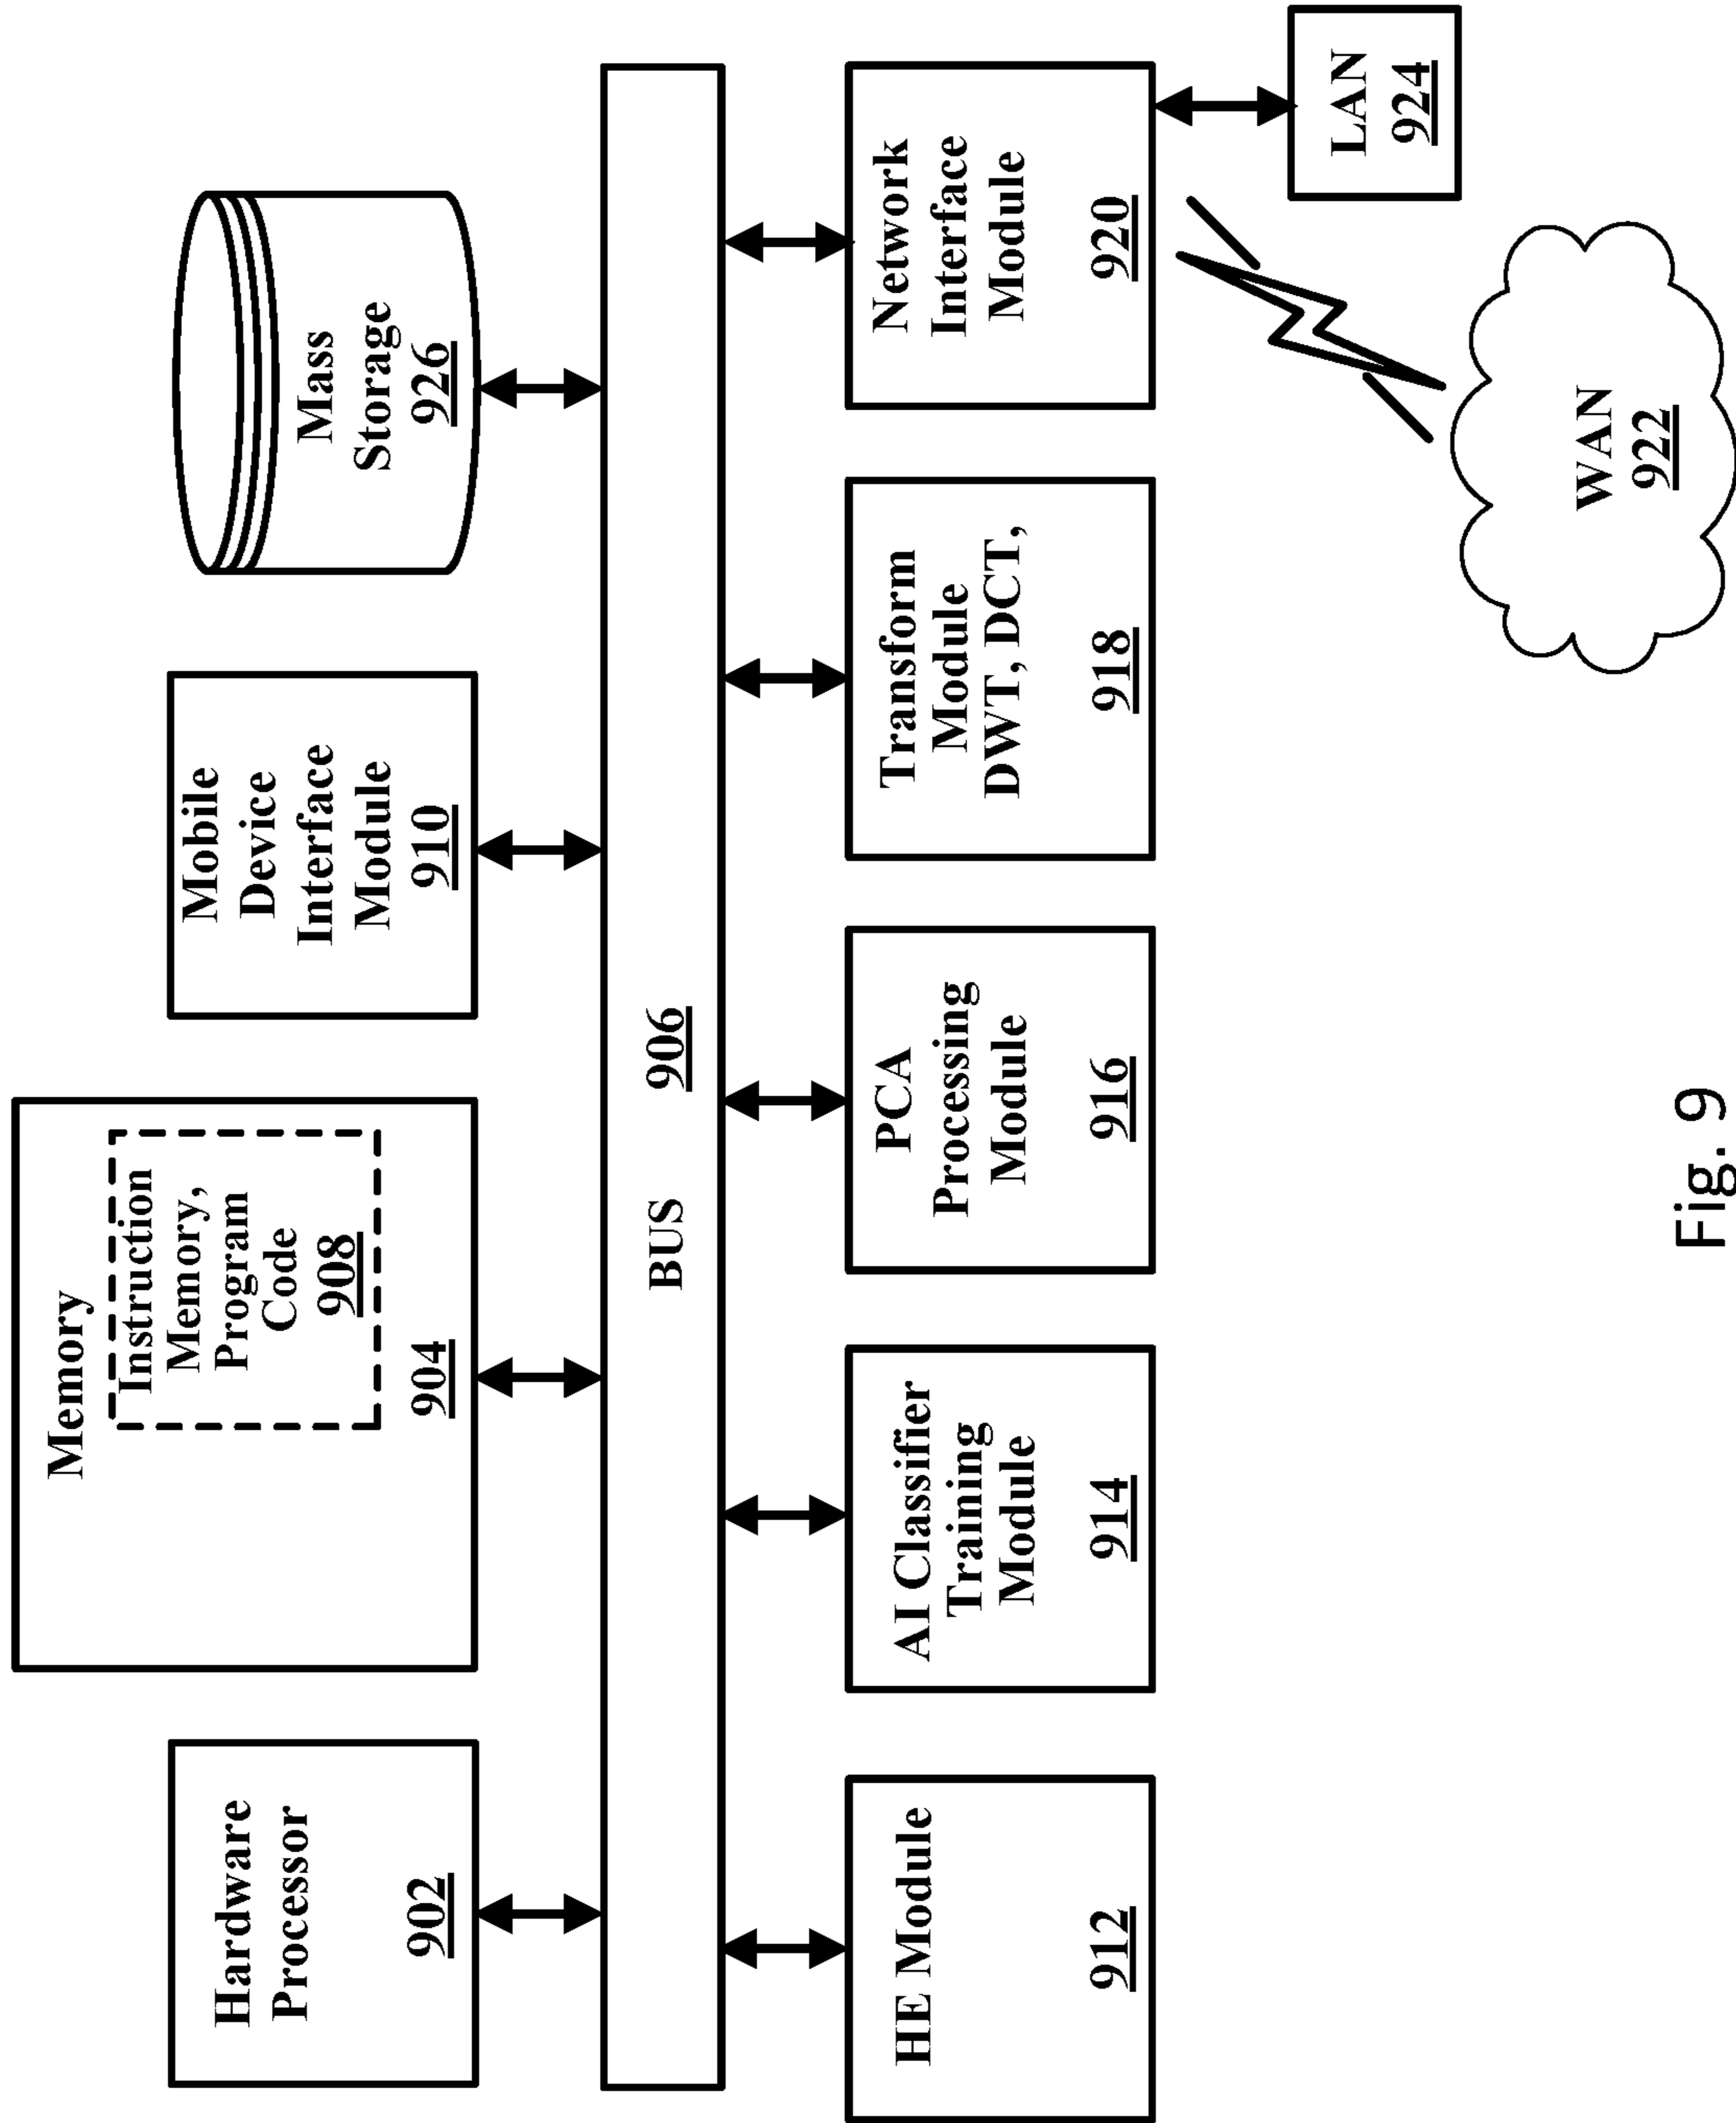 Hardware
Processor
902
Memory
Instruction
Memory,
Program
Code
908
904
Mobile
Device
Interface
Module
910
Mass
Storage
926
BUS
906
HE Module
912
AI Classifier
Training
Module
914
PCA
Processing
Module
916
Transform
Module
DWT, DCT,
918
Network
Interface
Module
920
WAN
922
LAN
924
Fig. 9